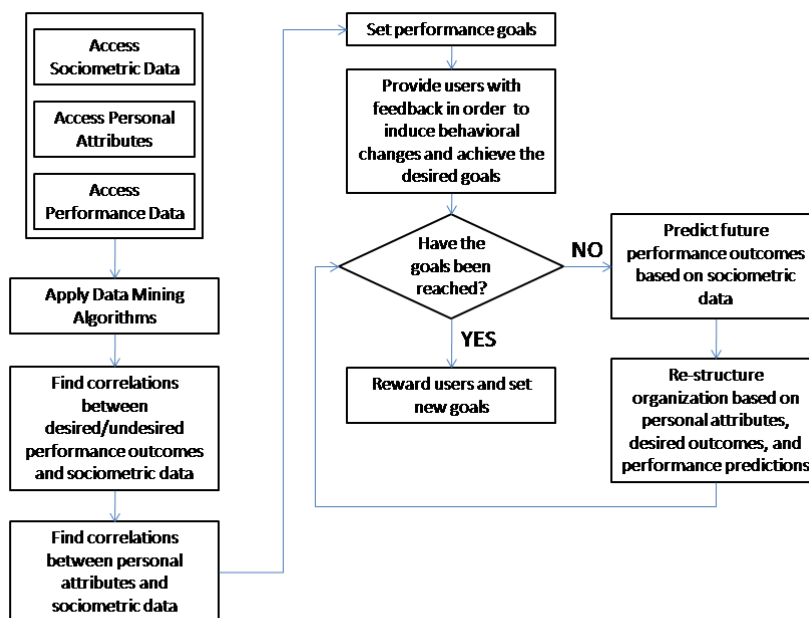 Access
Sociometric Data
Access Personal
Attributes
Access
Performance Data
Apply Data Mining
Algorithms
Find correlations
between
desired/undesired
performance outcomes
and sociometric data
Find correlations
between personal
attributes and
sociometric data
Set performance goals
Provide users with
feedback in order to
induce behavioral
changes and achieve the
desired goals
Have the
goals been
reached?
NO
YES
Reward users and set
new goals
Predict future
performance outcomes
based on sociometric
data
Re-structure
organization based on
personal attributes,
desired outcomes, and
performance predictions